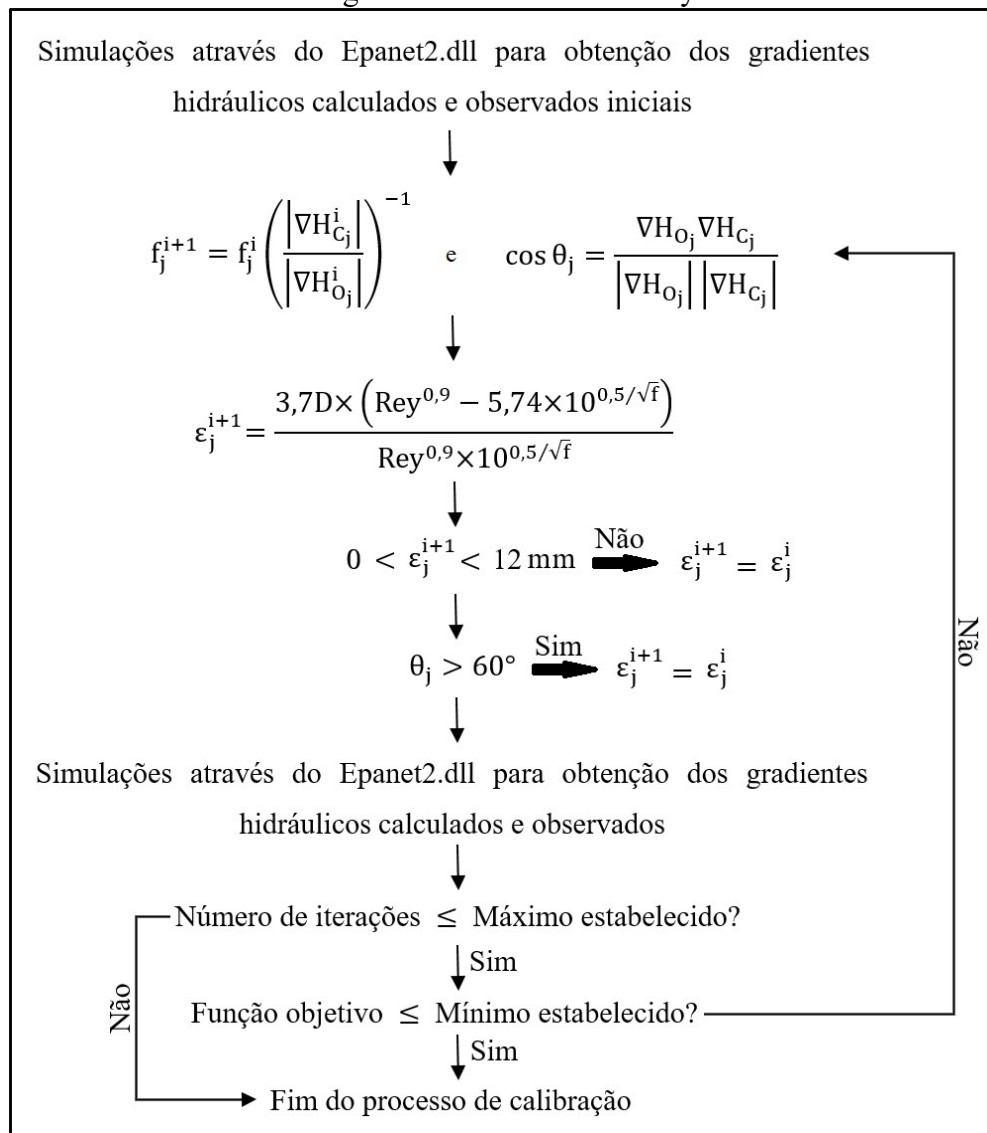 Simulações através do Epanet2.dll para obtenção dos gradientes
hidráulicos calculados e observados iniciais
f_j^{i+1} = f_j^i (|∇H_{C_j}^i| / |∇H_{O_j}^i|)^{-1} e cos θ_j = ∇H_{O_j}∇H_{C_j} / |∇H_{O_j}| |∇H_{C_j}|
ε_j^{i+1} = 3,7D× (Rey^{0,9} − 5,74×10^{0,5/√f}) / Rey^{0,9}×10^{0,5/√f}
0 < ε_j^{i+1} < 12 mm Não ε_j^{i+1} = ε_j^i
θ_j > 60° Sim ε_j^{i+1} = ε_j^i
Não
Simulações através do Epanet2.dll para obtenção dos gradientes
hidráulicos calculados e observados
Número de iterações ≤ Máximo estabelecido?
Sim
Não
Função objetivo ≤ Mínimo estabelecido?
Sim
Fim do processo de calibração